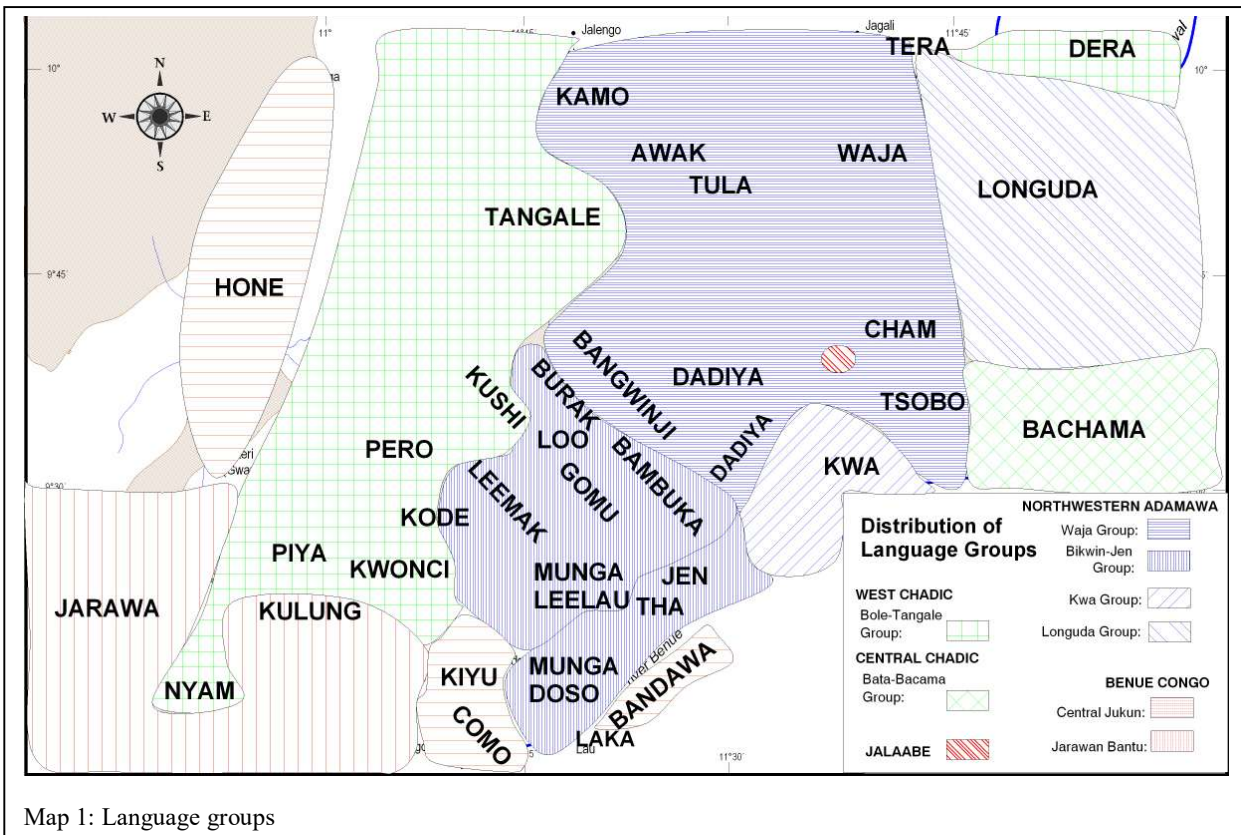 11°
11°45'
Jalengo
Jagali
11°45'
TERA
DERA
val
10°
10°
N
W
E
S
KAMO
AWAK
WAJA
TULA
LONGUDA
TANGALE
9°45'
HONE
CHAM
BANGWINJI
DADIYA
BURAK
KUSHI
TSOBO
BACHAMA
LOO
BAMBUKA
DADIYA
PERO
KWA
GOMU
LEEMAK
9°30'
KODE
PIYA
KWONCI
MUNGA
LEELAU
JEN
THA
JARAWA
KULUNG
NYAM
KIYU
COMO
MUNGA
DOSO
BANDAWA
LAKA
Lau
11°30'
Distribution of
Language Groups
WEST CHADIC
Bole-Tangale
Group:
CENTRAL CHADIC
Bata-Bacama
Group:
JALAABE
NORTHWESTERN ADAMAWA
Waja Group:
Bikwin-Jen
Group:
Kwa Group:
Longuda Group:
BENUE CONGO
Central Jukun:
Jarawan Bantu:
Map 1: Language groups